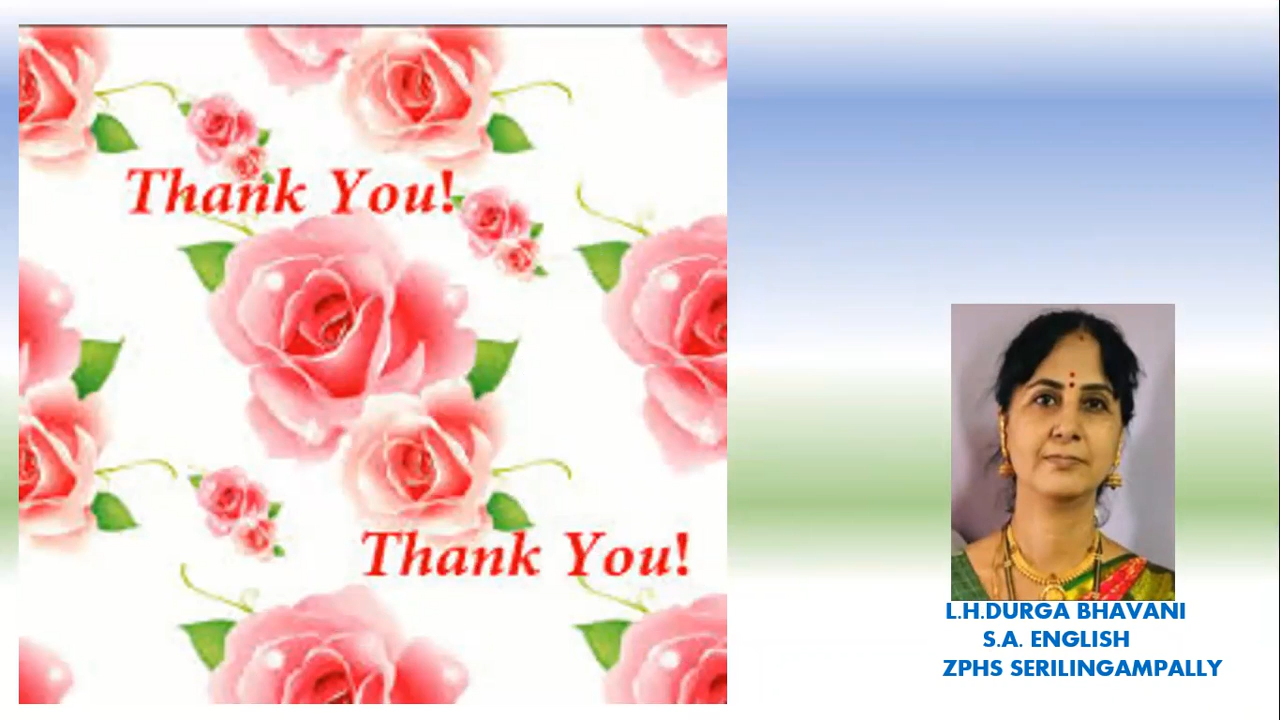 Thank You!
Thank You!
L.H.DURGA BHAVANI
S.A. ENGLISH
ZPHS SERILINGAMPALLY